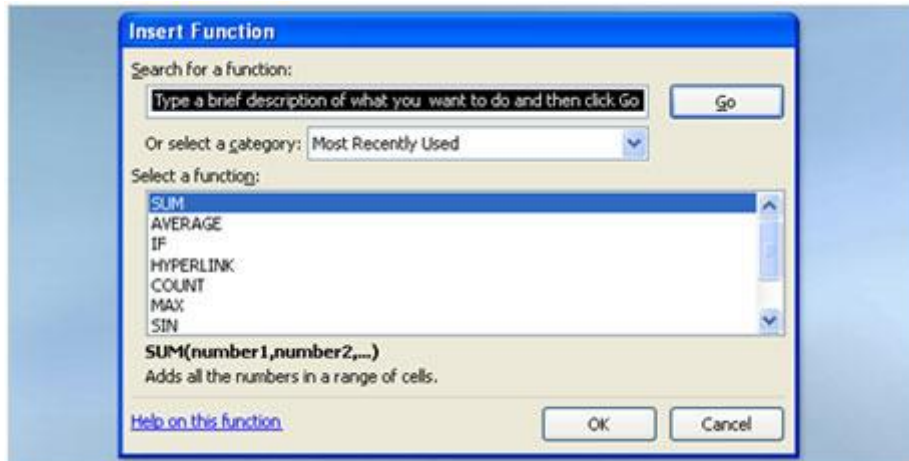 Insert Function
Search for a function:
Type a brief description of what you want to do and then click Go
Go
Or select a category: Most Recently Used
Select a function:
SUM
AVERAGE
IF
HYPERLINK
COUNT
MAX
SIN
SUM(number1,number2,...)
Adds all the numbers in a range of cells.
Help on this function
OK Cancel